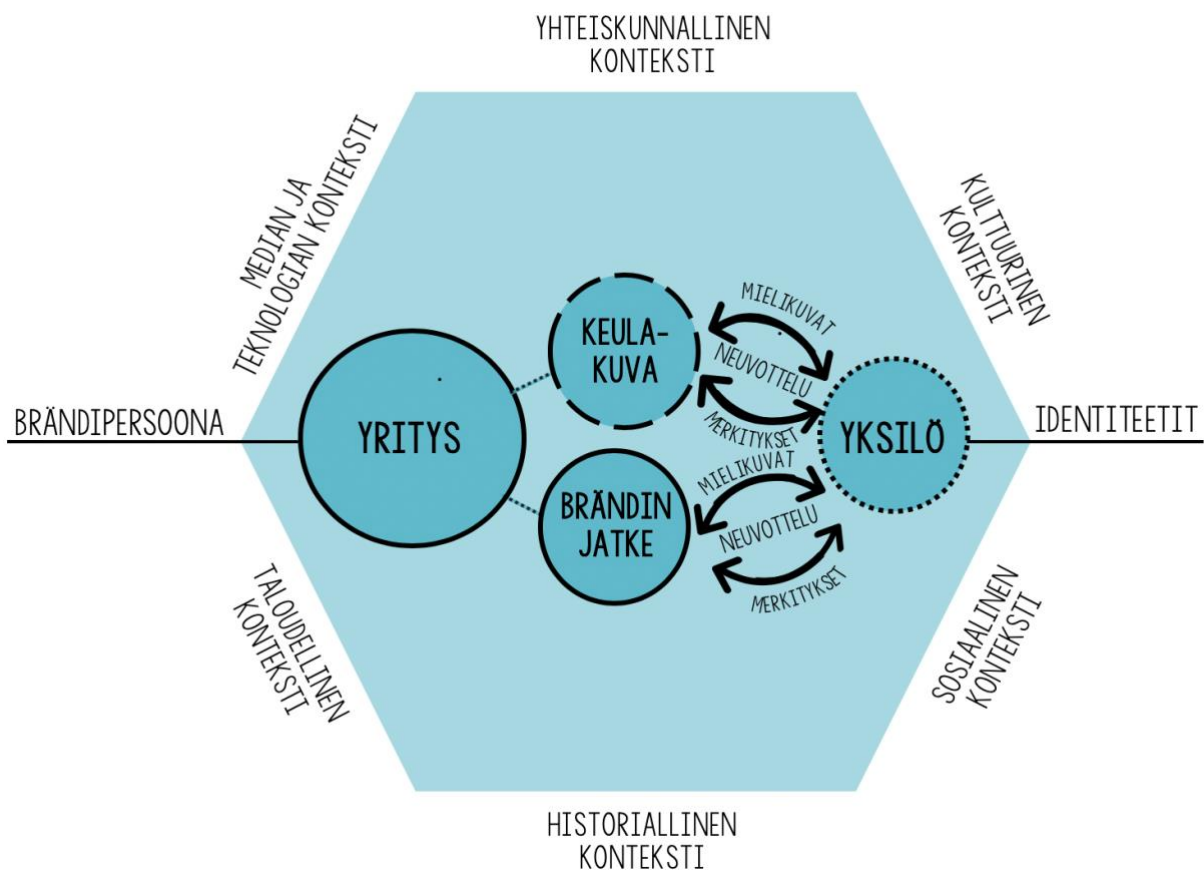 YHTEISKUNNALLINEN
KONTEKSTI
MEDIAN JA
TEKNOLOGIAN KONTEKSTI
KULTTUURINEN
KONTEKSTI
KEULA-
KUVA
MIELIKUVAT
NEUVOTTELU
MERKITYKSET
BRÄNDIPERSOONA
YRITYS
YKSILÖ
IDENTITEETIT
BRÄNDIN
JATKE
MIELIKUVAT
NEUVOTTELU
MERKITYKSET
TALOUDELLINEN
KONTEKSTI
SOSIAALINEN
KONTEKSTI
HISTORIALLINEN
KONTEKSTI